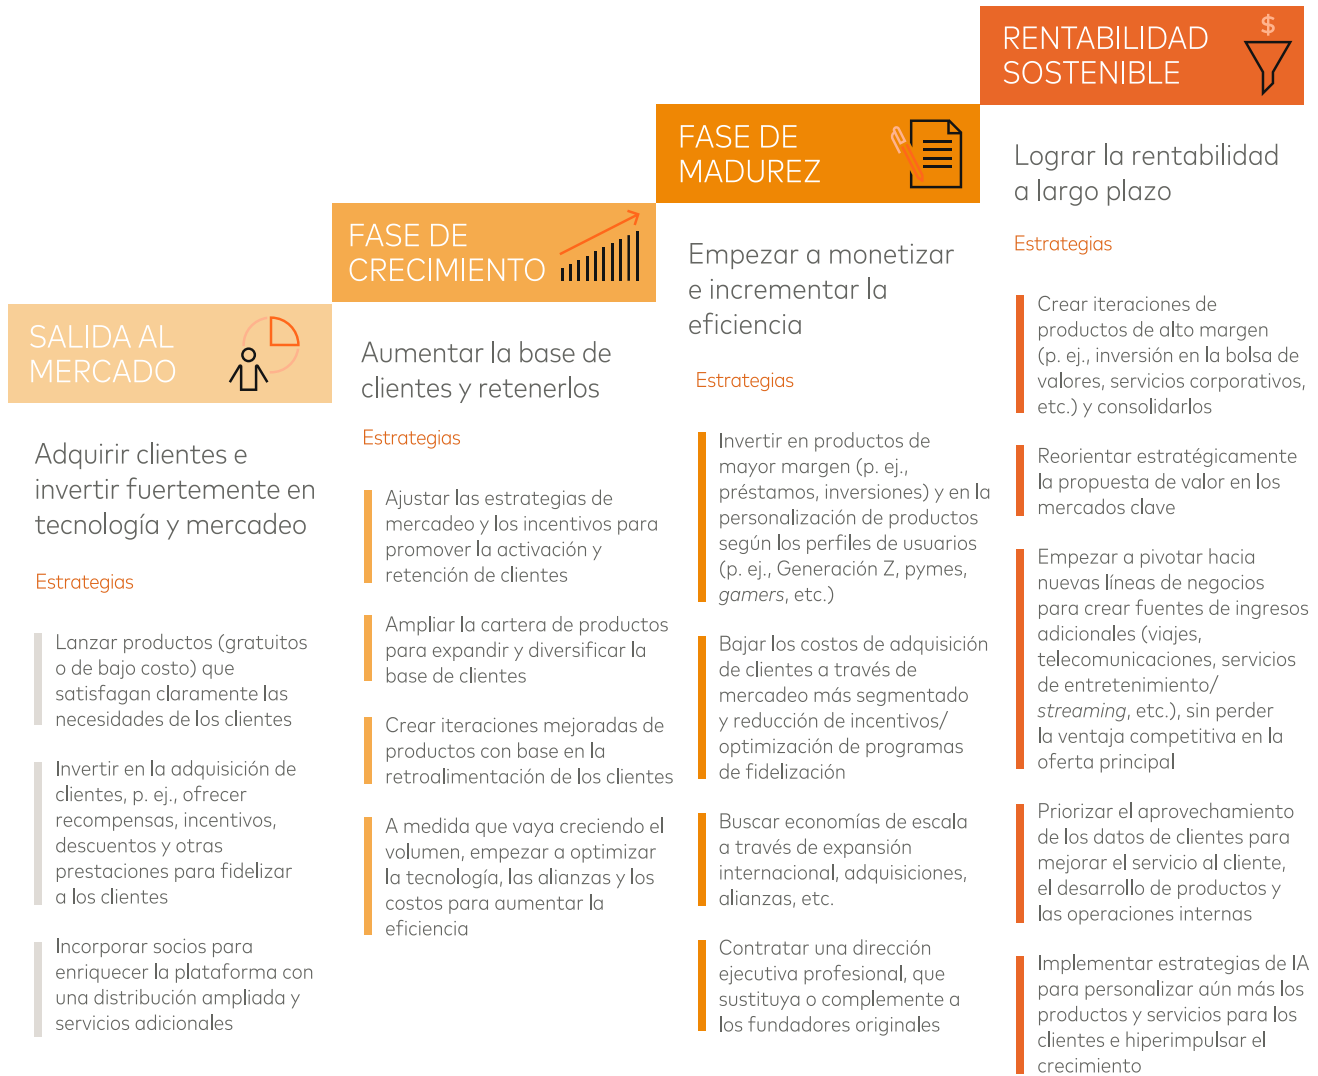 SALIDA AL
MERCADO
Adquirir clientes e
invertir fuertemente en
tecnología y mercadeo
Estrategias
Lanzar productos (gratuitos
o de bajo costo) que
satisfagan claramente las
necesidades de los clientes
Invertir en la adquisición de
clientes, p. ej., ofrecer
recompensas, incentivos,
descuentos y otras
prestaciones para fidelizar
a los clientes
Incorporar socios para
enriquecer la plataforma con
una distribución ampliada y
servicios adicionales
FASE DE
CRECIMIENTO
Aumentar la base de
clientes y retenerlos
Estrategias
Ajustar las estrategias de
mercadeo y los incentivos para
promover la activación y
retención de clientes
Ampliar la cartera de productos
para expandir y diversificar la
base de clientes
Crear iteraciones mejoradas de
productos con base en la
retroalimentación de los clientes
A medida que vaya creciendo el
volumen, empezar a optimizar
la tecnología, las alianzas y los
costos para aumentar la
eficiencia
FASE DE
MADUREZ
Empezar a monetizar
e incrementar la
eficiencia
Estrategias
Invertir en productos de
mayor margen (p. ej.,
préstamos, inversiones) y en la
personalización de productos
según los perfiles de usuarios
(p. ej., Generación Z, pymes,
gamers, etc.)
Bajar los costos de adquisición
de clientes a través de
mercadeo más segmentado
y reducción de incentivos/
optimización de programas
de fidelización
Buscar economías de escala
a través de expansión
internacional, adquisiciones,
alianzas, etc.
Contratar una dirección
ejecutiva profesional, que
sustituya o complemente a
los fundadores originales
RENTABILIDAD
SOSTENIBLE
$
Lograr la rentabilidad
a largo plazo
Estrategias
Crear iteraciones de
productos de alto margen
(p. ej., inversión en la bolsa de
valores, servicios corporativos,
etc.) y consolidarlos
Reorientar estratégicamente
la propuesta de valor en los
mercados clave
Empezar a pivotar hacia
nuevas líneas de negocios
para crear fuentes de ingresos
adicionales (viajes,
telecomunicaciones, servicios
de entretenimiento/
streaming, etc.), sin perder
la ventaja competitiva en la
oferta principal
Priorizar el aprovechamiento
de los datos de clientes para
mejorar el servicio al cliente,
el desarrollo de productos y
las operaciones internas
Implementar estrategias de IA
para personalizar aún más los
productos y servicios para los
clientes e hiperimpulsar el
crecimiento